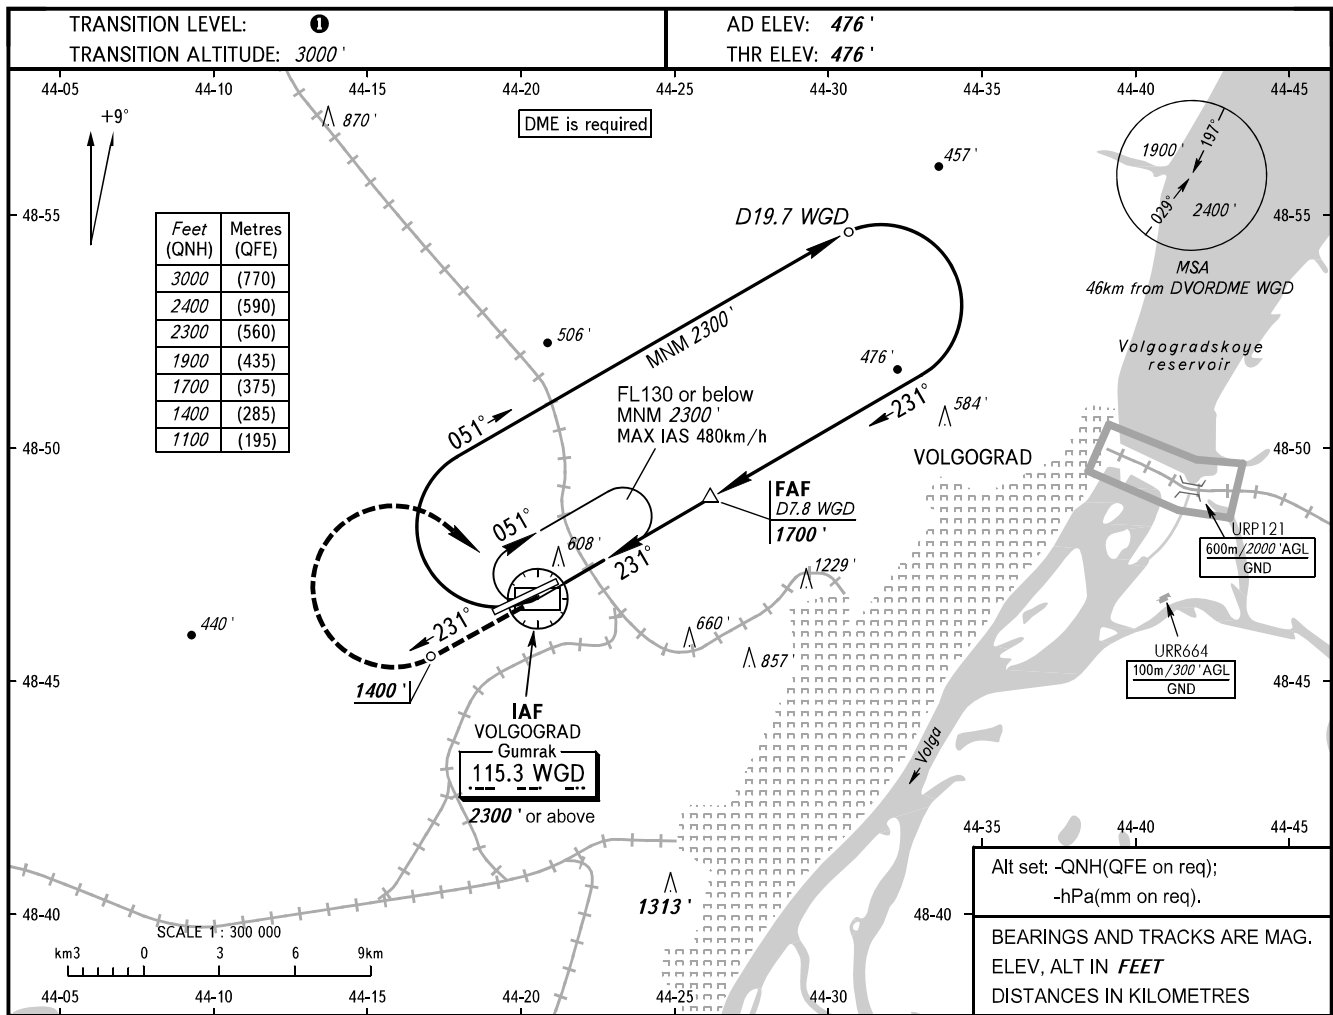 TRANSITION LEVEL: 1
TRANSITION ALTITUDE: 3000 '
AD ELEV: 476 '
THR ELEV: 476 '
44-05 44-10 44-15 44-20 44-25 44-30 44-35 44-40 44-45
+9°
870 '
DME is required
457 '
1900 '
197°
029°
2400 '
48-55
48-55
D19.7 WGD
MSA
46km from DVORDME WGD
Feet Metres
(QNH) (QFE)
3000 (770)
2400 (590)
2300 (560)
1900 (435)
1700 (375)
1400 (285)
1100 (195)
506 '
MNM 2300 '
476 '
Volgogradskoye
reservoir
FL130 or below
MNM 2300 '
MAX IAS 480km/h
231°
584 '
051°
48-50
VOLGOGRAD
48-50
FAF
D7.8 WGD
1700 '
051°
608 '
231°
1229 '
URP121
600m/2000 'AGL
GND
440 '
231°
660 '
857 '
URR664
100m/300 'AGL
GND
48-45
1400 '
48-45
IAF
VOLGOGRAD
Gumrak
115.3 WGD
2300 ' or above
Volga
44-35 44-40 44-45
1313 '
48-40
48-40
Alt set: -QNH(QFE on req);
-hPa(mm on req).
SCALE 1 : 300 000
km3 0 3 6 9km
BEARINGS AND TRACKS ARE MAG.
ELEV, ALT IN FEET
DISTANCES IN KILOMETRES
44-05 44-10 44-15 44-20 44-25 44-30